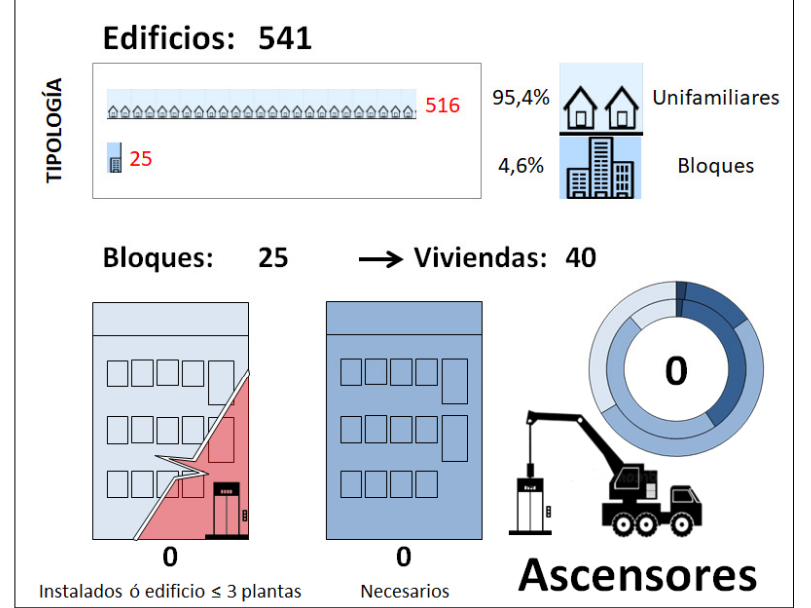 Edificios: 541
TIPOLOGÍA
516
95,4%
Unifamiliares
25
4,6%
Bloques
Bloques: 25 → Viviendas: 40
0
0
Instalados ó edificio ≤ 3 plantas
0
Necesarios
Ascensores